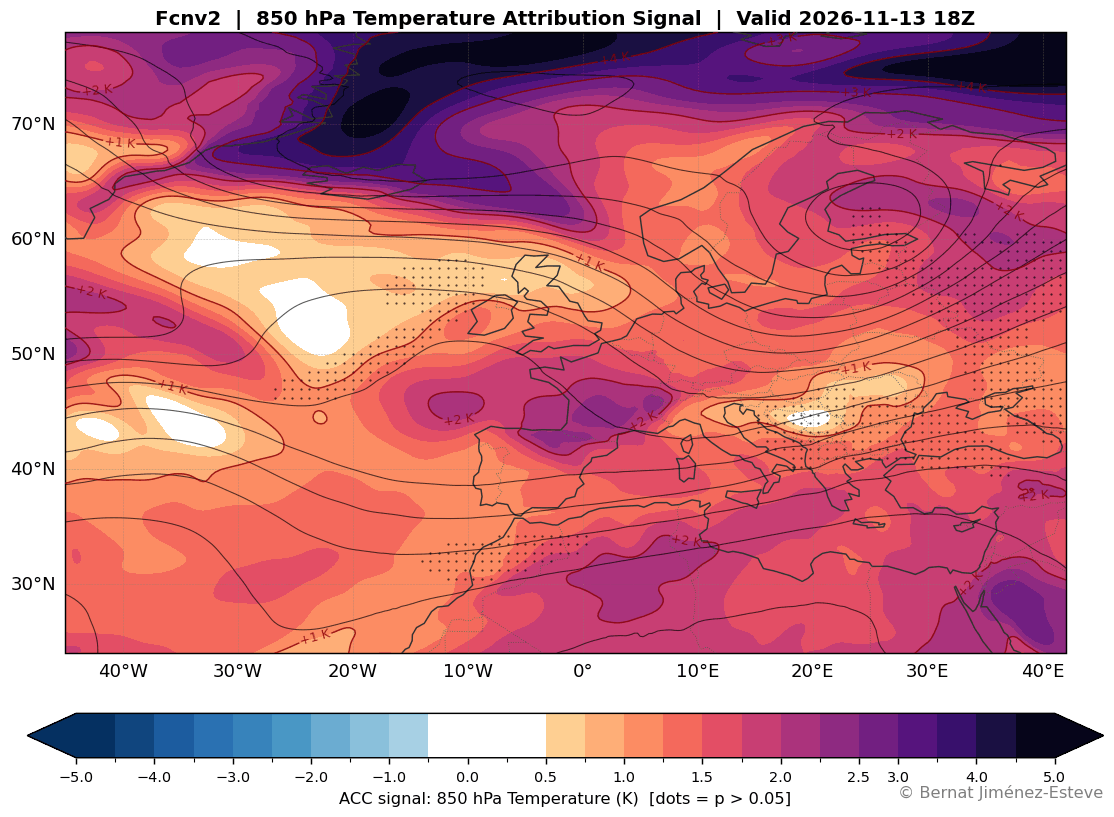 Fcnv2 | 850 hPa Temperature Attribution Signal | Valid 2026-11-13 18Z
+4 K
+2 K
+3 K
+4 K
70°N
+1 K
+2 K
+2 K
60°N
+1 K
+2 K
50°N
+1 K
+1 K
+2 K
+2 K
40°N
+2 K
+2 K
30°N
+2 K
+1 K
40°W 30°W 20°W 10°W 0° 10°E 20°E 30°E 40°E
−5.0 −4.0 −3.0 −2.0 −1.0 0.0 0.5 1.0 1.5 2.0 2.5 3.0 4.0 5.0
ACC signal: 850 hPa Temperature (K) [dots = p > 0.05]
© Bernat Jiménez-Esteve